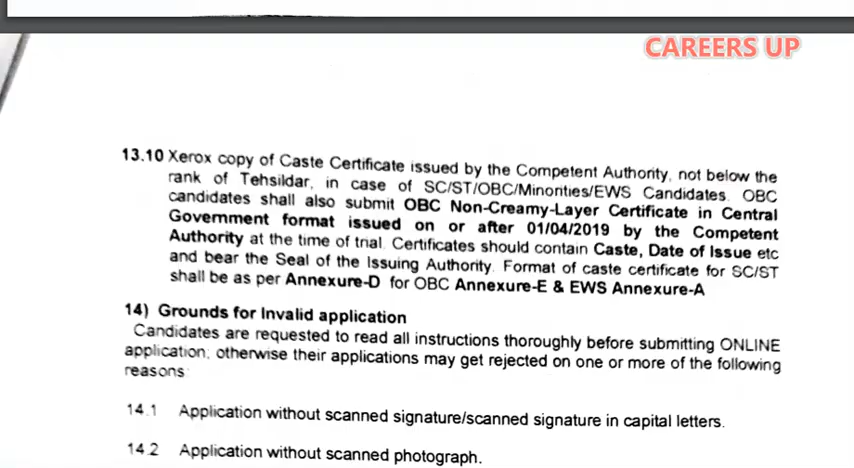 CAREERS UP
13.10 Xerox copy of Caste Certificate issued by the Competent Authority, not below the
rank of Tehsildar, in case of SC/ST/OBC/Minorities/EWS Candidates. OBC
candidates shall also submit OBC Non-Creamy-Layer Certificate in Central
Government format issued on or after 01/04/2019 by the Competent
Authority at the time of trial. Certificates should contain Caste, Date of Issue etc
and bear the Seal of the Issuing Authority. Format of caste certificate for SC/ST
shall be as per Annexure-D for OBC Annexure-E & EWS Annexure-A
14) Grounds for Invalid application
Candidates are requested to read all instructions thoroughly before submitting ONLINE
application; otherwise their applications may get rejected on one or more of the following
reasons:
14.1 Application without scanned signature/scanned signature in capital letters.
14.2 Application without scanned photograph.